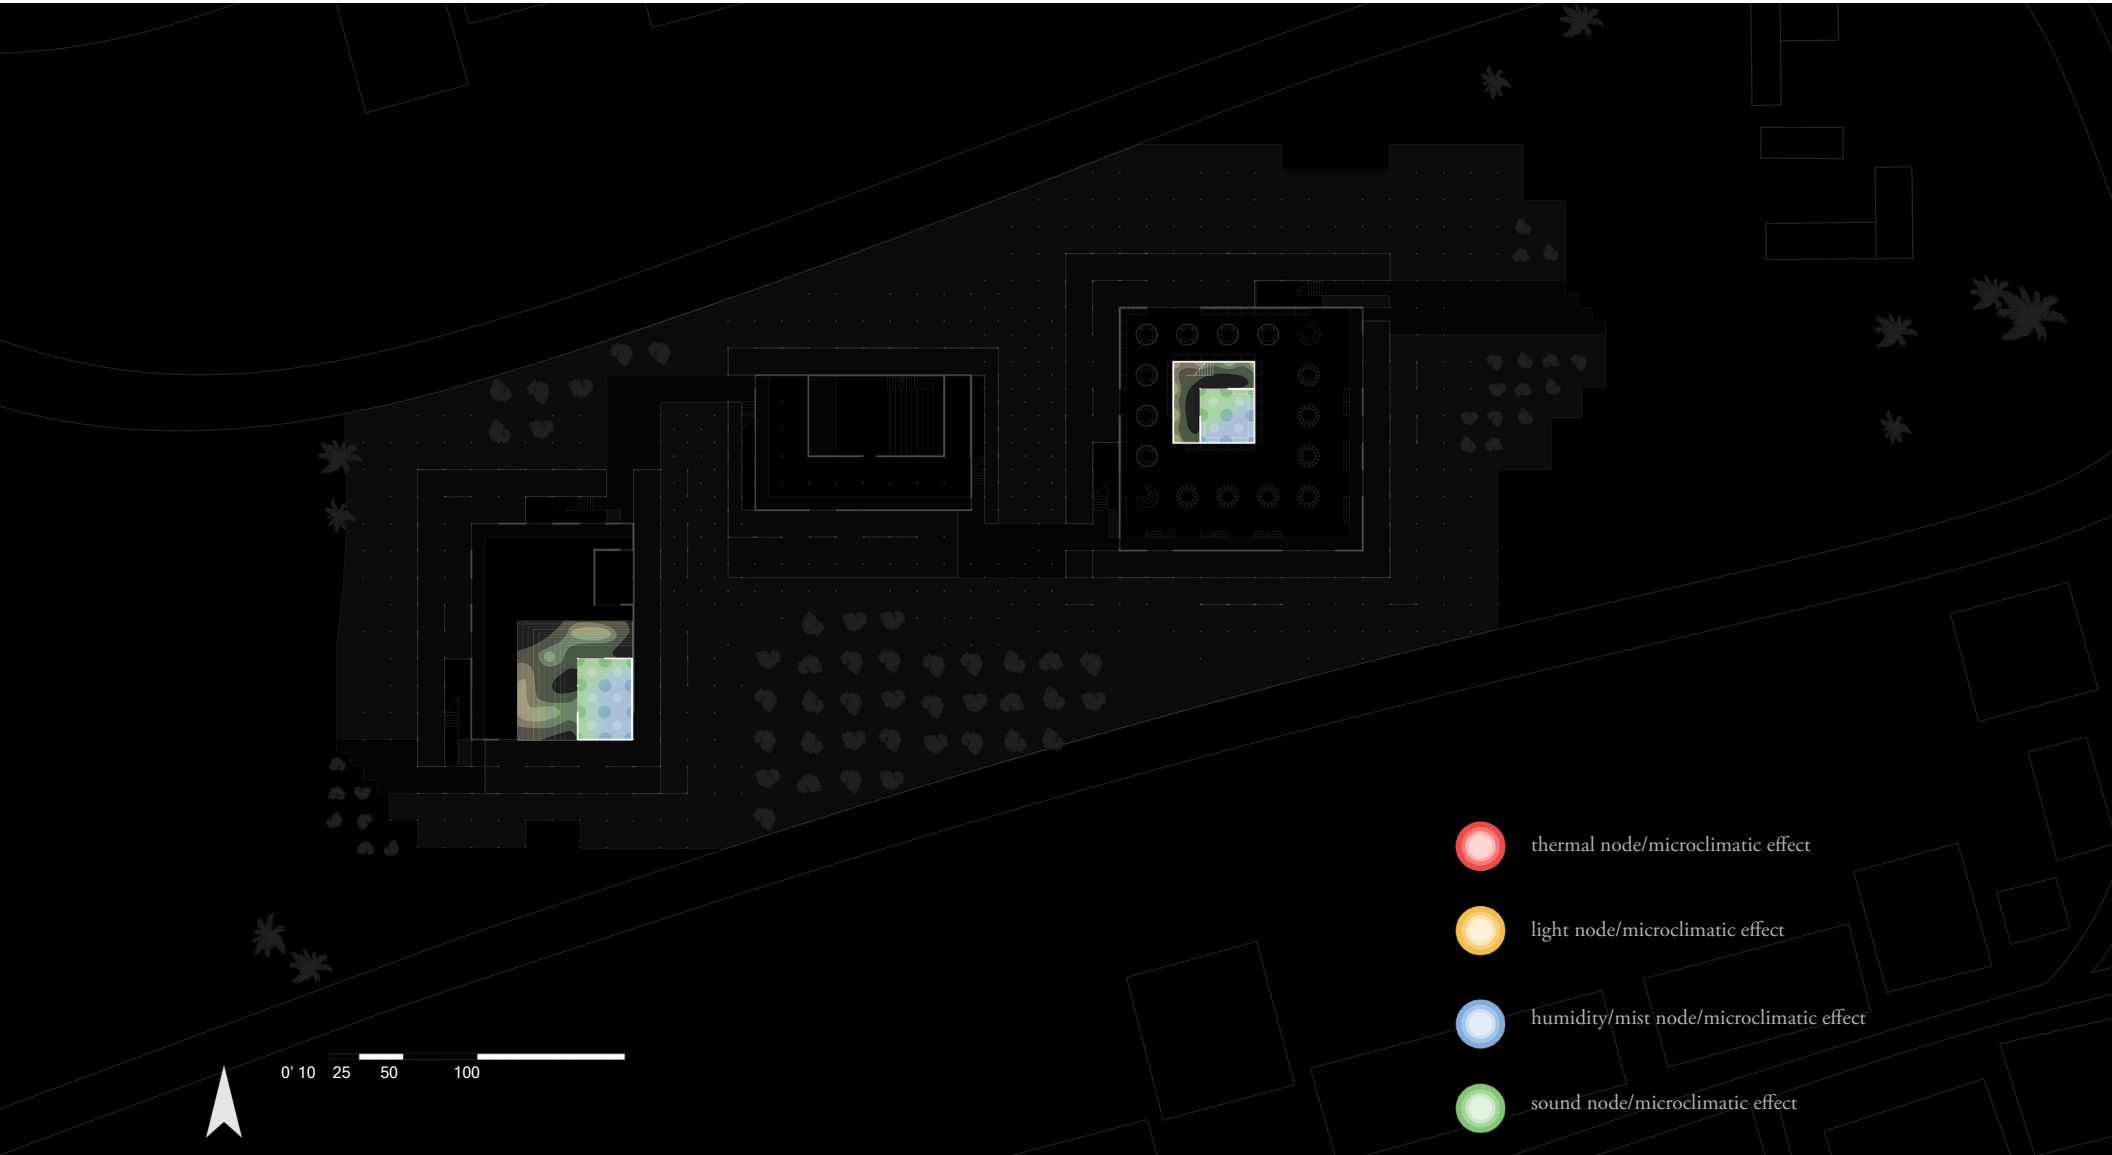 thermal node/microclimatic effect
light node/microclimatic effect
humidity/mist node/microclimatic effect
0' 10 25 50 100
sound node/microclimatic effect